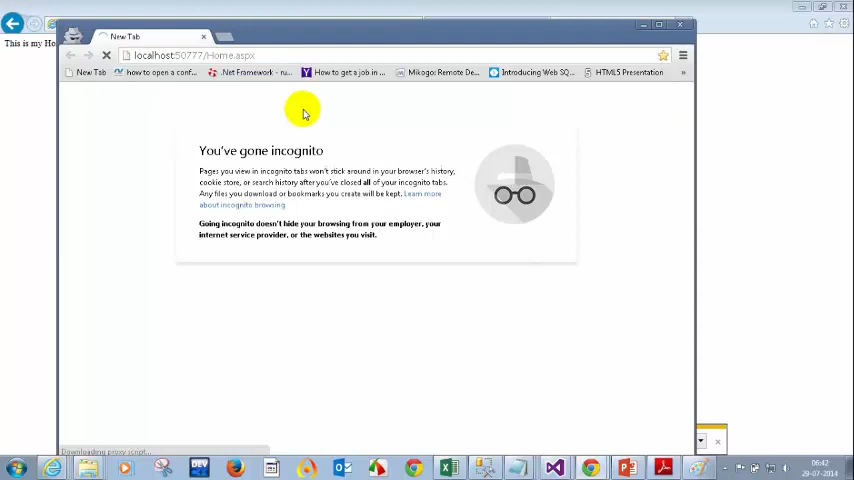 This is my Ho
New Tab
localhost:50777/Home.aspx
New Tab
how to open a conf...
.Net Framework - ru...
How to get a job in ...
Mikogo: Remote De...
Introducing Web SQ...
HTML5 Presentation
»
You've gone incognito
Pages you view in incognito tabs won't stick around in your browser's history,
cookie store, or search history after you've closed all of your incognito tabs.
Any files you download or bookmarks you create will be kept. Learn more
about incognito browsing
Going incognito doesn't hide your browsing from your employer, your
internet service provider, or the websites you visit.
Downloading proxy script...
DEV
06:42
29-07-2014